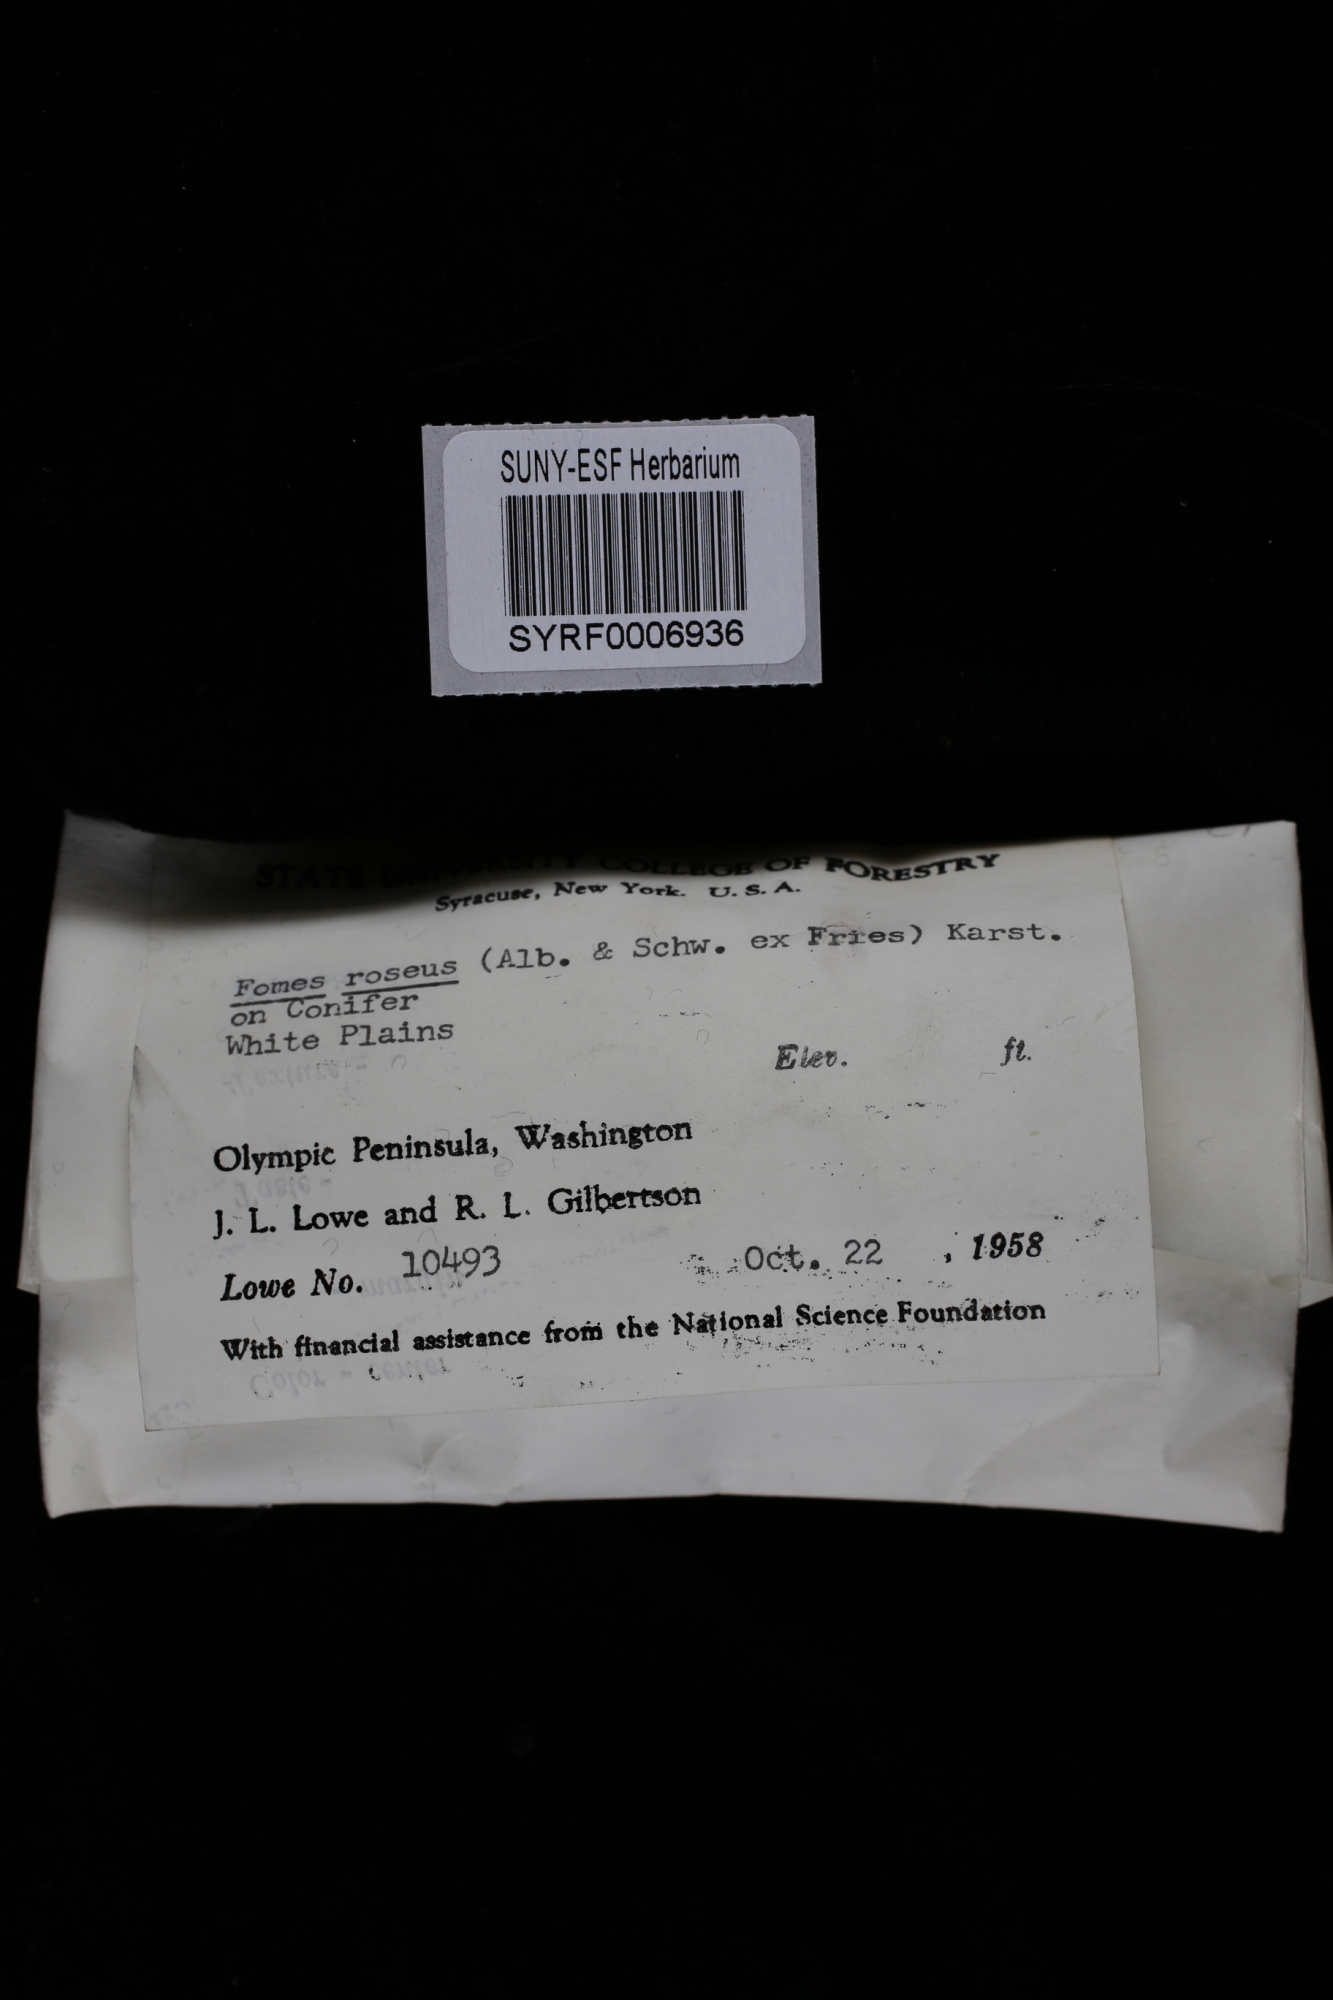 SUNY-ESF Herbarium
SYRF0006936
STATE UNIVERSITY COLLEGE OF FORESTRY
Syracuse, New York. U. S. A.
Fomes roseus (Alb. & Schw. ex Fries) Karst.
on Conifer
White Plains
Elev. ft.
Olympic Peninsula, Washington
J. L. Lowe and R. L. Gilbertson
Lowe No. 10493 Oct. 22 , 1958
With financial assistance from the National Science Foundation